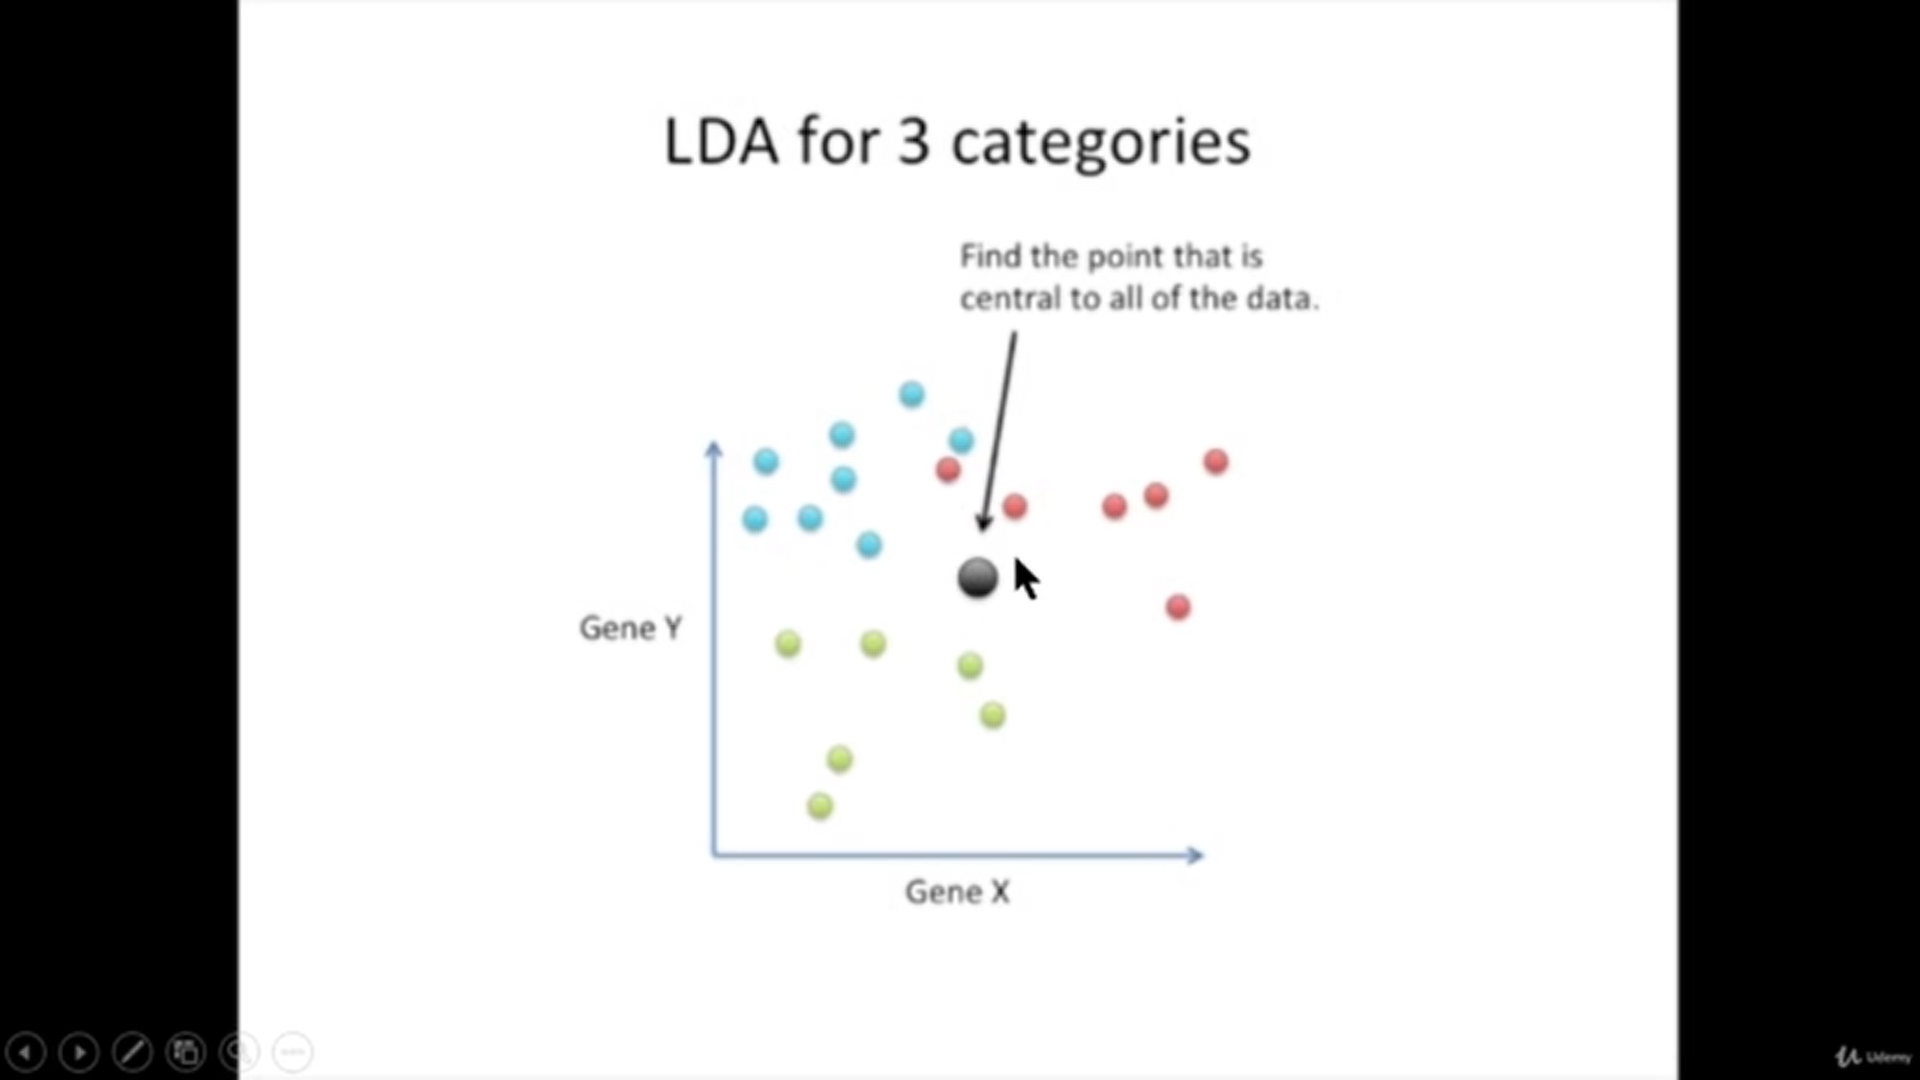 LDA for 3 categories
Find the point that is
central to all of the data.
Gene Y
Gene X
Udemy